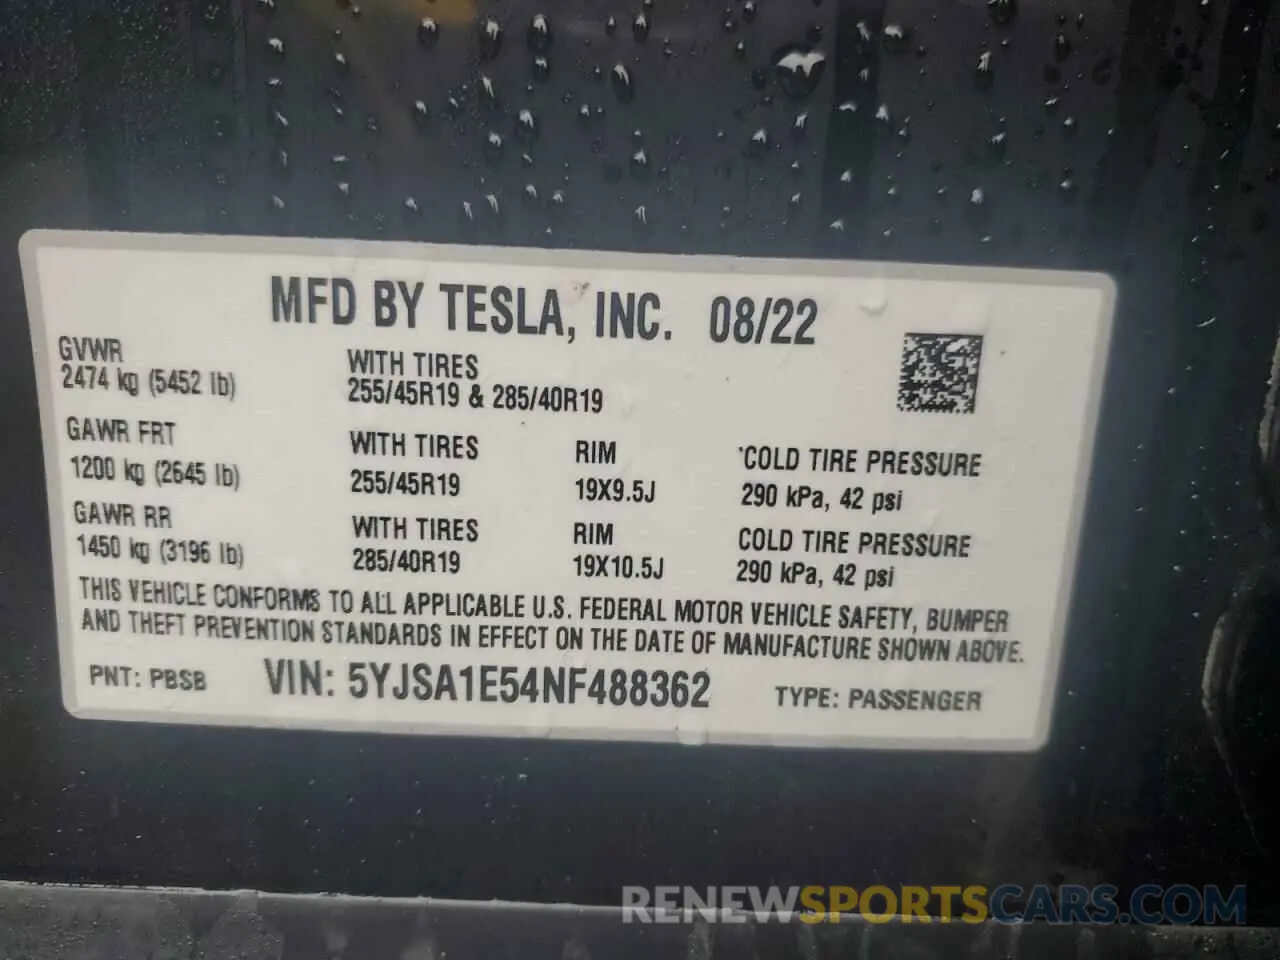 MFD BY TESLA, INC. 08/22
GVWR
2474 kg (5452 lb)
WITH TIRES
255/45R19 & 285/40R19
GAWR FRT
1200 kg (2645 lb)
WITH TIRES
255/45R19
RIM
19X9.5J
COLD TIRE PRESSURE
290 kPa, 42 psi
GAWR RR
1450 kg (3196 lb)
WITH TIRES
285/40R19
RIM
19X10.5J
COLD TIRE PRESSURE
290 kPa, 42 psi
THIS VEHICLE CONFORMS TO ALL APPLICABLE U.S. FEDERAL MOTOR VEHICLE SAFETY, BUMPER
AND THEFT PREVENTION STANDARDS IN EFFECT ON THE DATE OF MANUFACTURE SHOWN ABOVE.
PNT: PBSB VIN: 5YJSA1E54NF488362 TYPE: PASSENGER
RENEWSPORTSCARS.COM